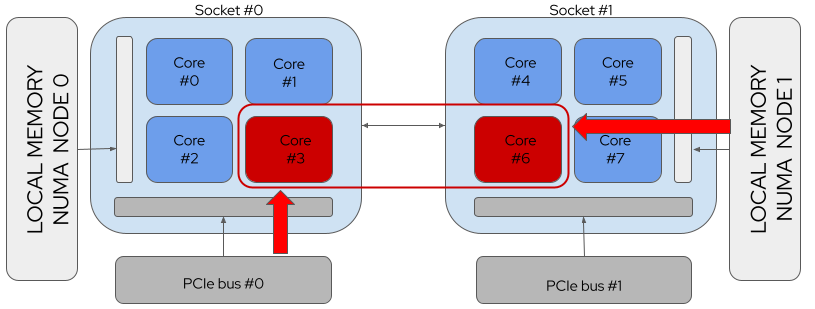 Socket #0
Socket #1
LOCAL MEMORY
NUMA  NODE 0
Core
#0
Core
#1
Core
#2
Core
#3
Core
#4
Core
#5
Core
#6
Core
#7
LOCAL MEMORY
NUMA  NODE 1
PCIe bus #0
PCIe bus #1